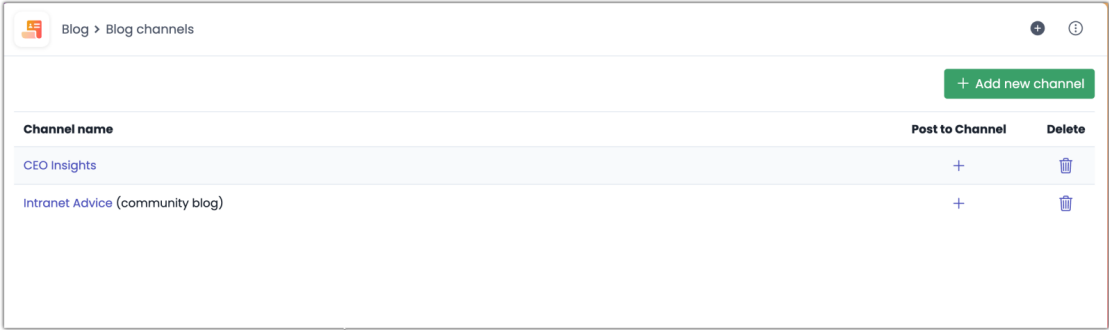 Blog > Blog channels
+ Add new channel
Channel name Post to Channel Delete
CEO Insights
Intranet Advice (community blog)